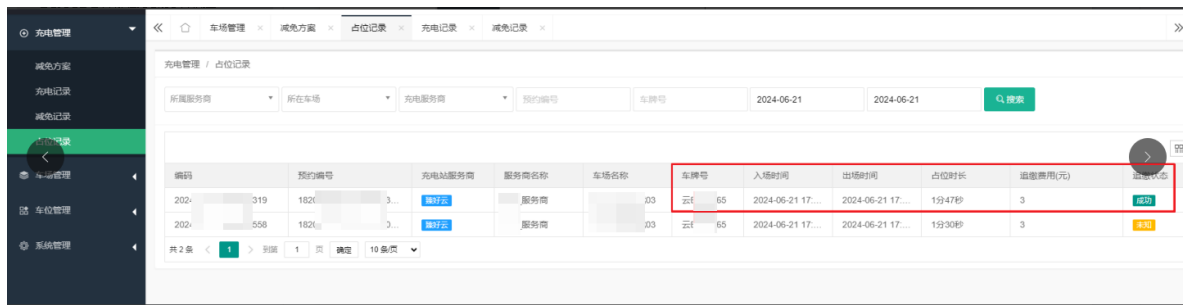 充电管理
车场管理 × 减免方案 × 占位记录 × 充电记录 × 减免记录 ×
减免方案
充电记录
减免记录
占位记录
车场管理
车位管理
系统管理
充电管理 / 占位记录
所属服务商 所在车场 充电服务商 预约编号 车牌号 2024-06-21 2024-06-21 搜索
编码 预约编号 充电站服务商 服务商名称 车场名称 车牌号 入场时间 出场时间 占位时长 追缴费用(元) 追缴状态
202 319 182 3... 臻好云 服务商 03 云 65 2024-06-21 17:... 2024-06-21 17:... 1分47秒 3 成功
202 558 182 ... 臻好云 服务商 03 云 65 2024-06-21 17:... 2024-06-21 17:... 1分30秒 3 未知
共 2 条 1 到第 1 页 确定 10 条/页